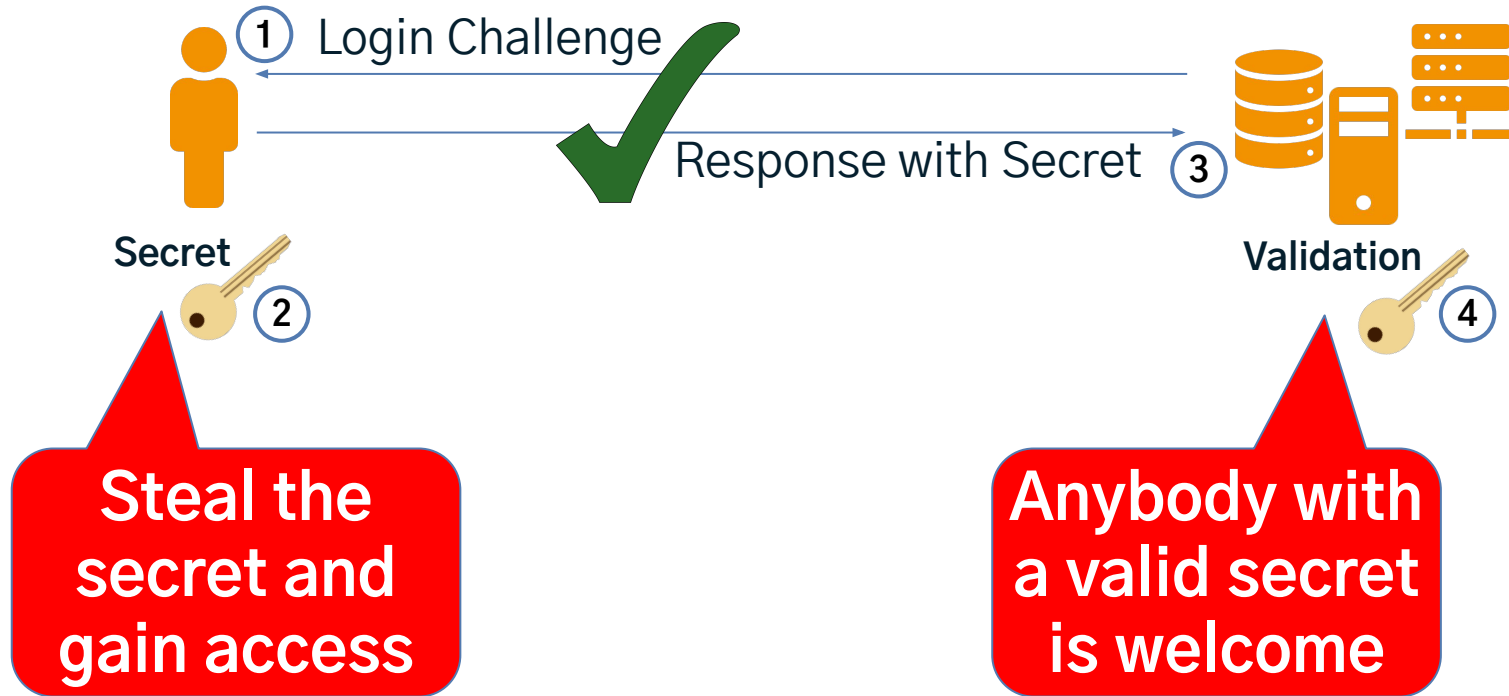 1 Login Challenge
Response with Secret 3
Secret
2
Validation
4
Steal the
secret and
gain access
Anybody with
a valid secret
is welcome